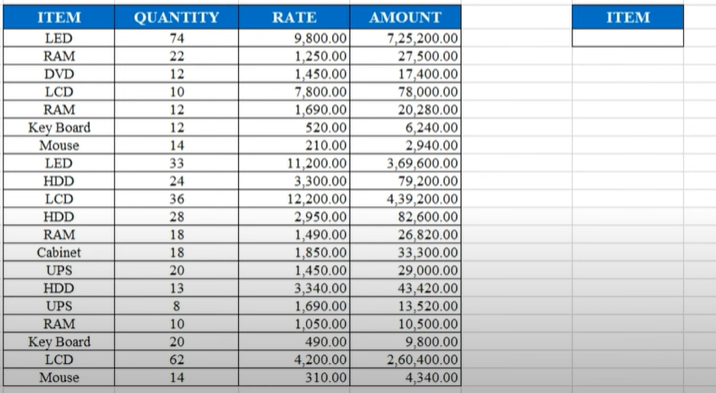 ITEM QUANTITY RATE AMOUNT ITEM
LED 74 9,800.00 7,25,200.00
RAM 22 1,250.00 27,500.00
DVD 12 1,450.00 17,400.00
LCD 10 7,800.00 78,000.00
RAM 12 1,690.00 20,280.00
Key Board 12 520.00 6,240.00
Mouse 14 210.00 2,940.00
LED 33 11,200.00 3,69,600.00
HDD 24 3,300.00 79,200.00
LCD 36 12,200.00 4,39,200.00
HDD 28 2,950.00 82,600.00
RAM 18 1,490.00 26,820.00
Cabinet 18 1,850.00 33,300.00
UPS 20 1,450.00 29,000.00
HDD 13 3,340.00 43,420.00
UPS 8 1,690.00 13,520.00
RAM 10 1,050.00 10,500.00
Key Board 20 490.00 9,800.00
LCD 62 4,200.00 2,60,400.00
Mouse 14 310.00 4,340.00